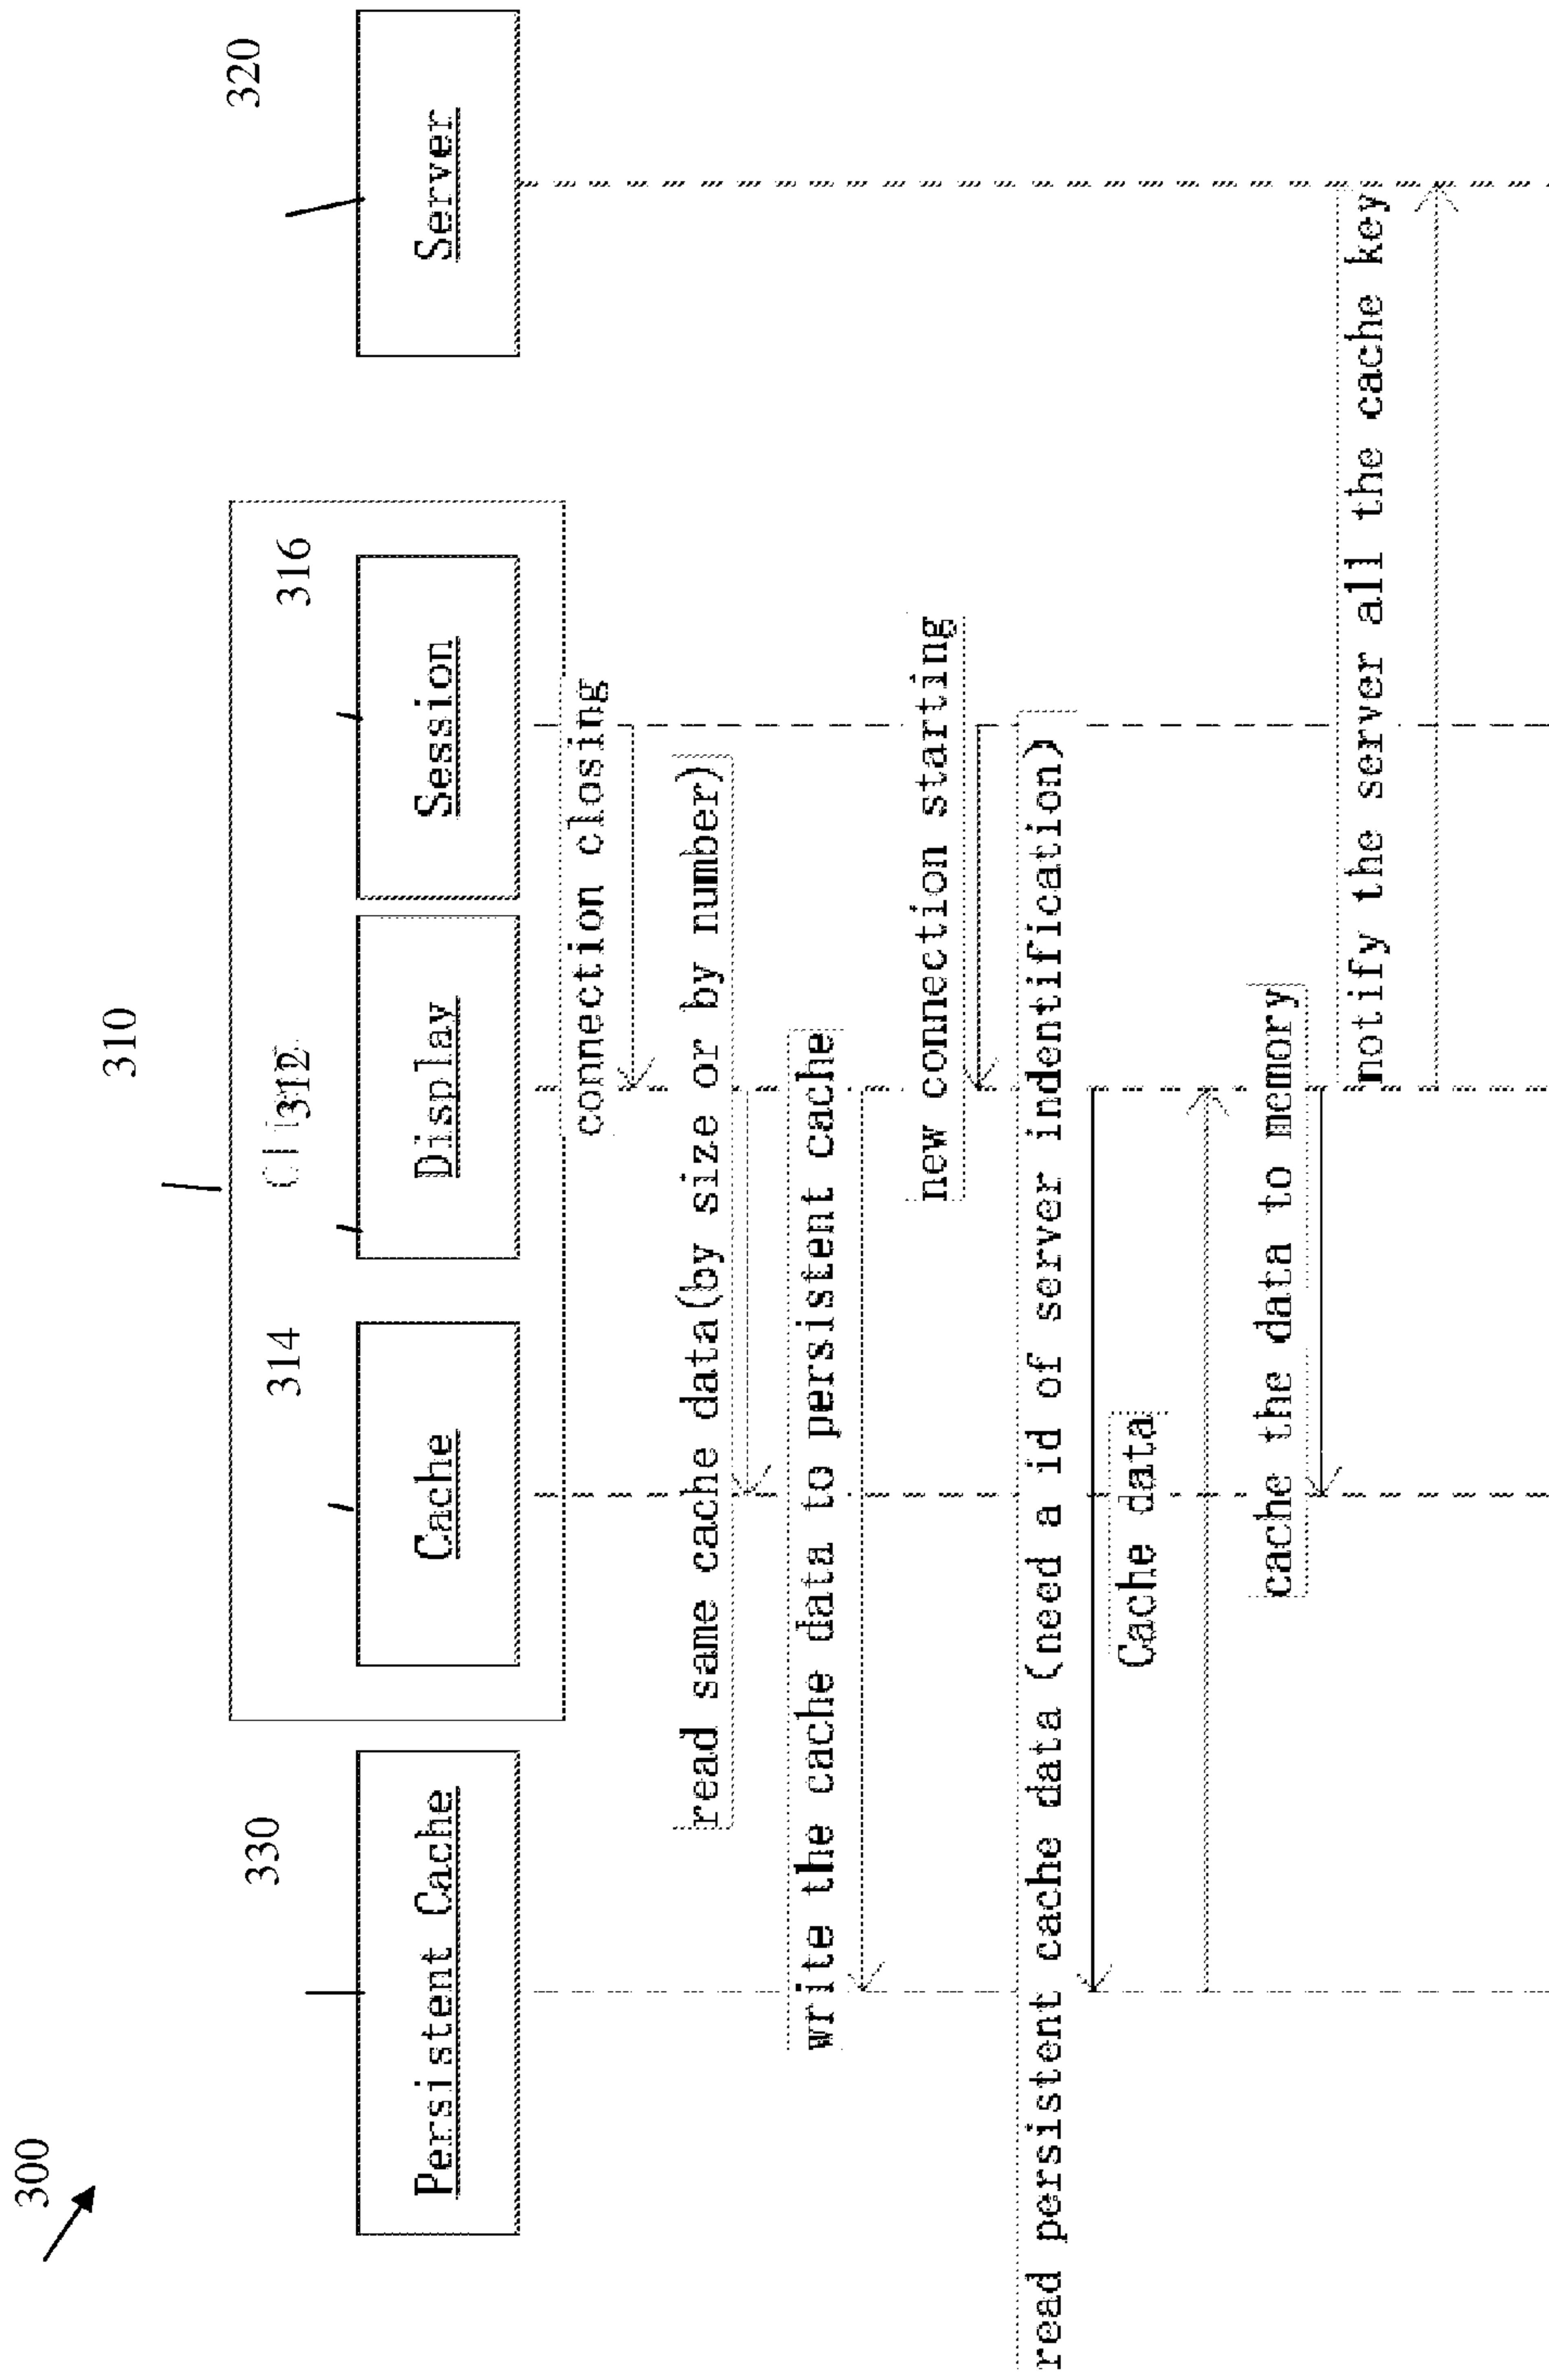 300
310
320
330
314
312
316
Persistent Cache
Cache
Display
Session
Server
connection closing
read same cache data(by size or by number)
write the cache data to persistent cache
new connection starting
read persistent cache data (need a id of server indentification)
Cache data
cache the data to memory
notify the server all the cache key